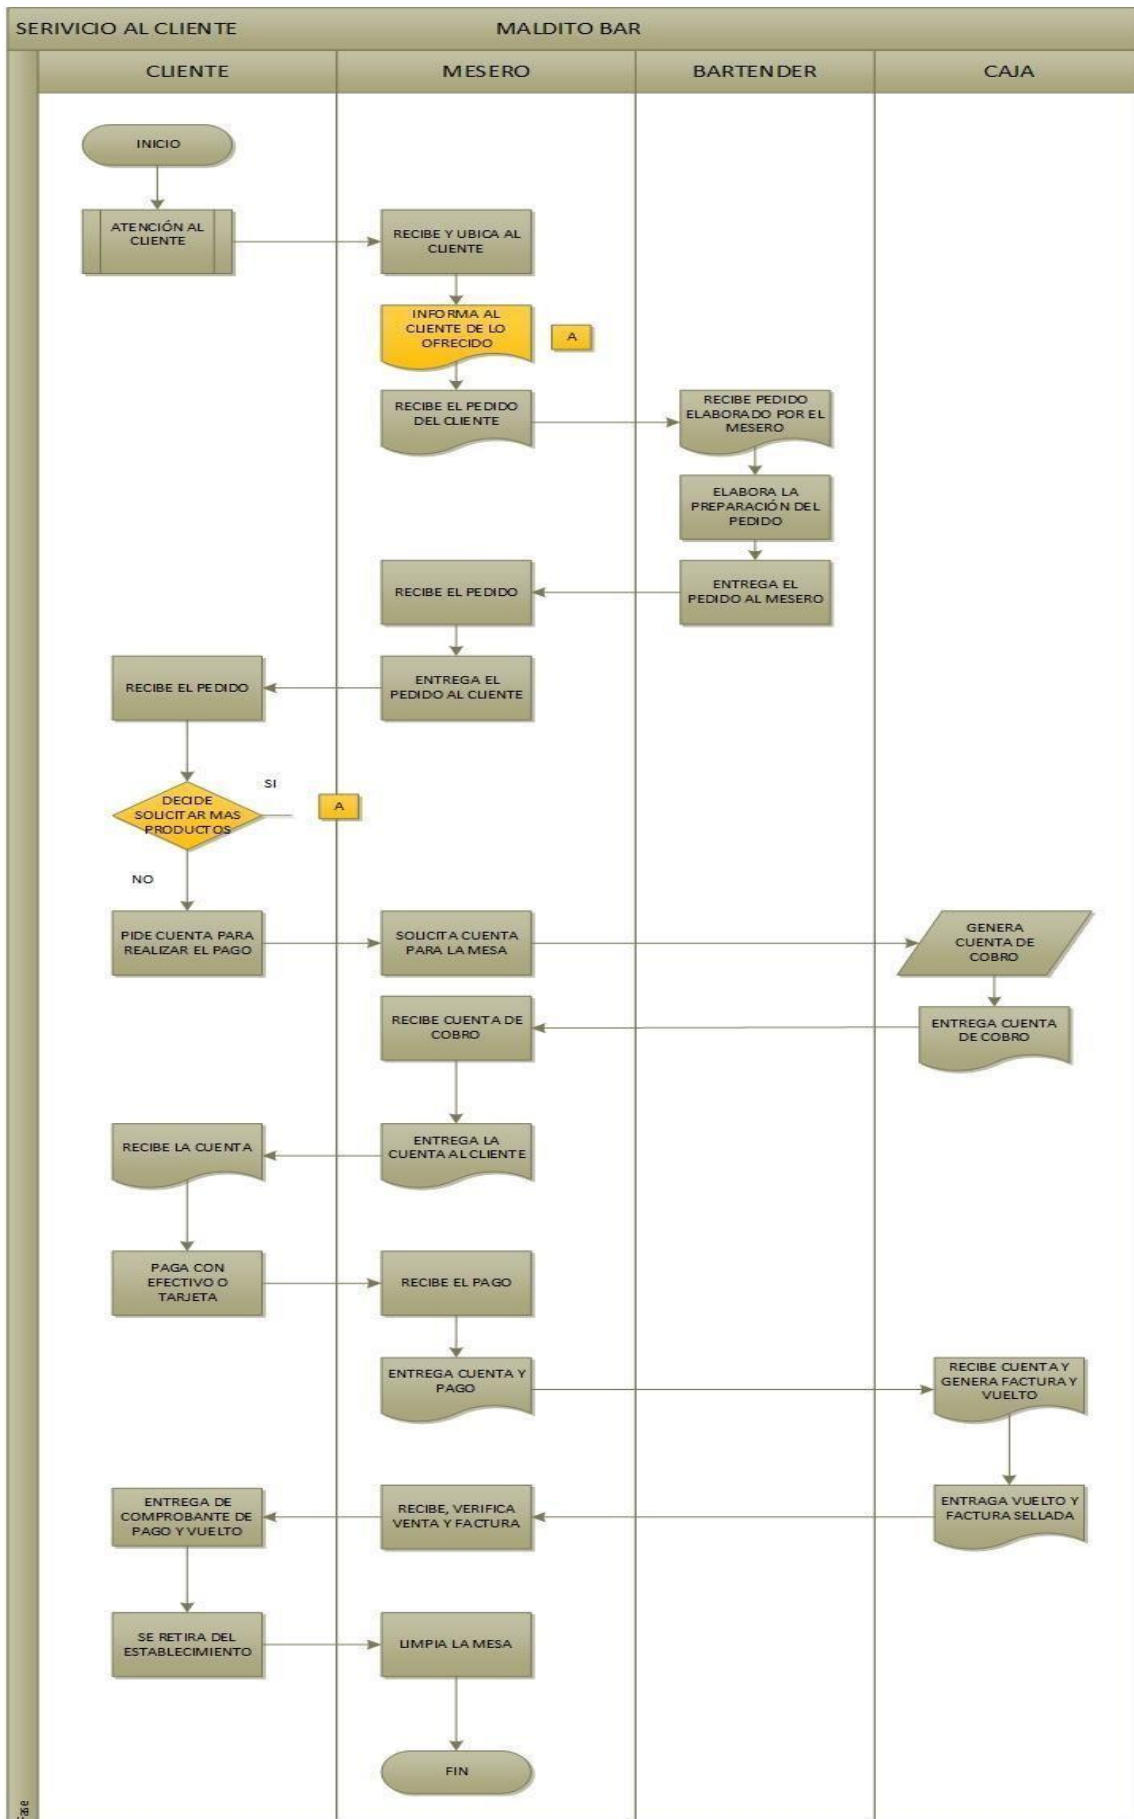 SERIVICIO AL CLIENTE
MALDITO BAR
CLIENTE
MESERO
BARTENDER
CAJA
INICIO
ATENCIÓN AL
CLIENTE
RECIBE Y UBICA AL
CLIENTE
INFORMA AL
CLIENTE DE LO
OFRECIDO
A
RECIBE EL PEDIDO
DEL CLIENTE
RECIBE PEDIDO
ELABORADO POR EL
MESERO
ELABORA LA
PREPARACIÓN DEL
PEDIDO
ENTREGA EL
PEDIDO AL MESERO
RECIBE EL PEDIDO
ENTREGA EL
PEDIDO AL CLIENTE
RECIBE EL PEDIDO
DECIDE
SOLICITAR MAS
PRODUCTOS
SI
A
NO
PIDE CUENTA PARA
REALIZAR EL PAGO
SOLICITA CUENTA
PARA LA MESA
GENERA
CUENTA DE
COBRO
ENTREGA CUENTA
DE COBRO
RECIBE CUENTA DE
COBRO
ENTREGA LA
CUENTA AL CLIENTE
RECIBE LA CUENTA
PAGA CON
EFECTIVO O
TARJETA
RECIBE EL PAGO
ENTREGA CUENTA Y
PAGO
RECIBE CUENTA Y
GENERA FACTURA Y
VUELTO
ENTRAGA VUELTO Y
FACTURA SELLADA
RECIBE, VERIFICA
VENTA Y FACTURA
ENTREGA DE
COMPROBANTE DE
PAGO Y VUELTO
SE RETIRA DEL
ESTABLECIMIENTO
LIMPIA LA MESA
FIN
Fase